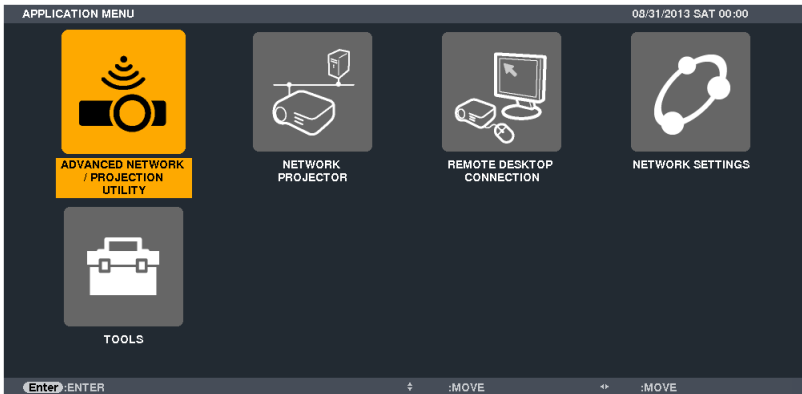 APPLICATION MENU 08/31/2013 SAT 00:00
ADVANCED NETWORK
/ PROJECTION
UTILITY
NETWORK
PROJECTOR
REMOTE DESKTOP
CONNECTION
NETWORK SETTINGS
TOOLS
Enter :ENTER :MOVE :MOVE